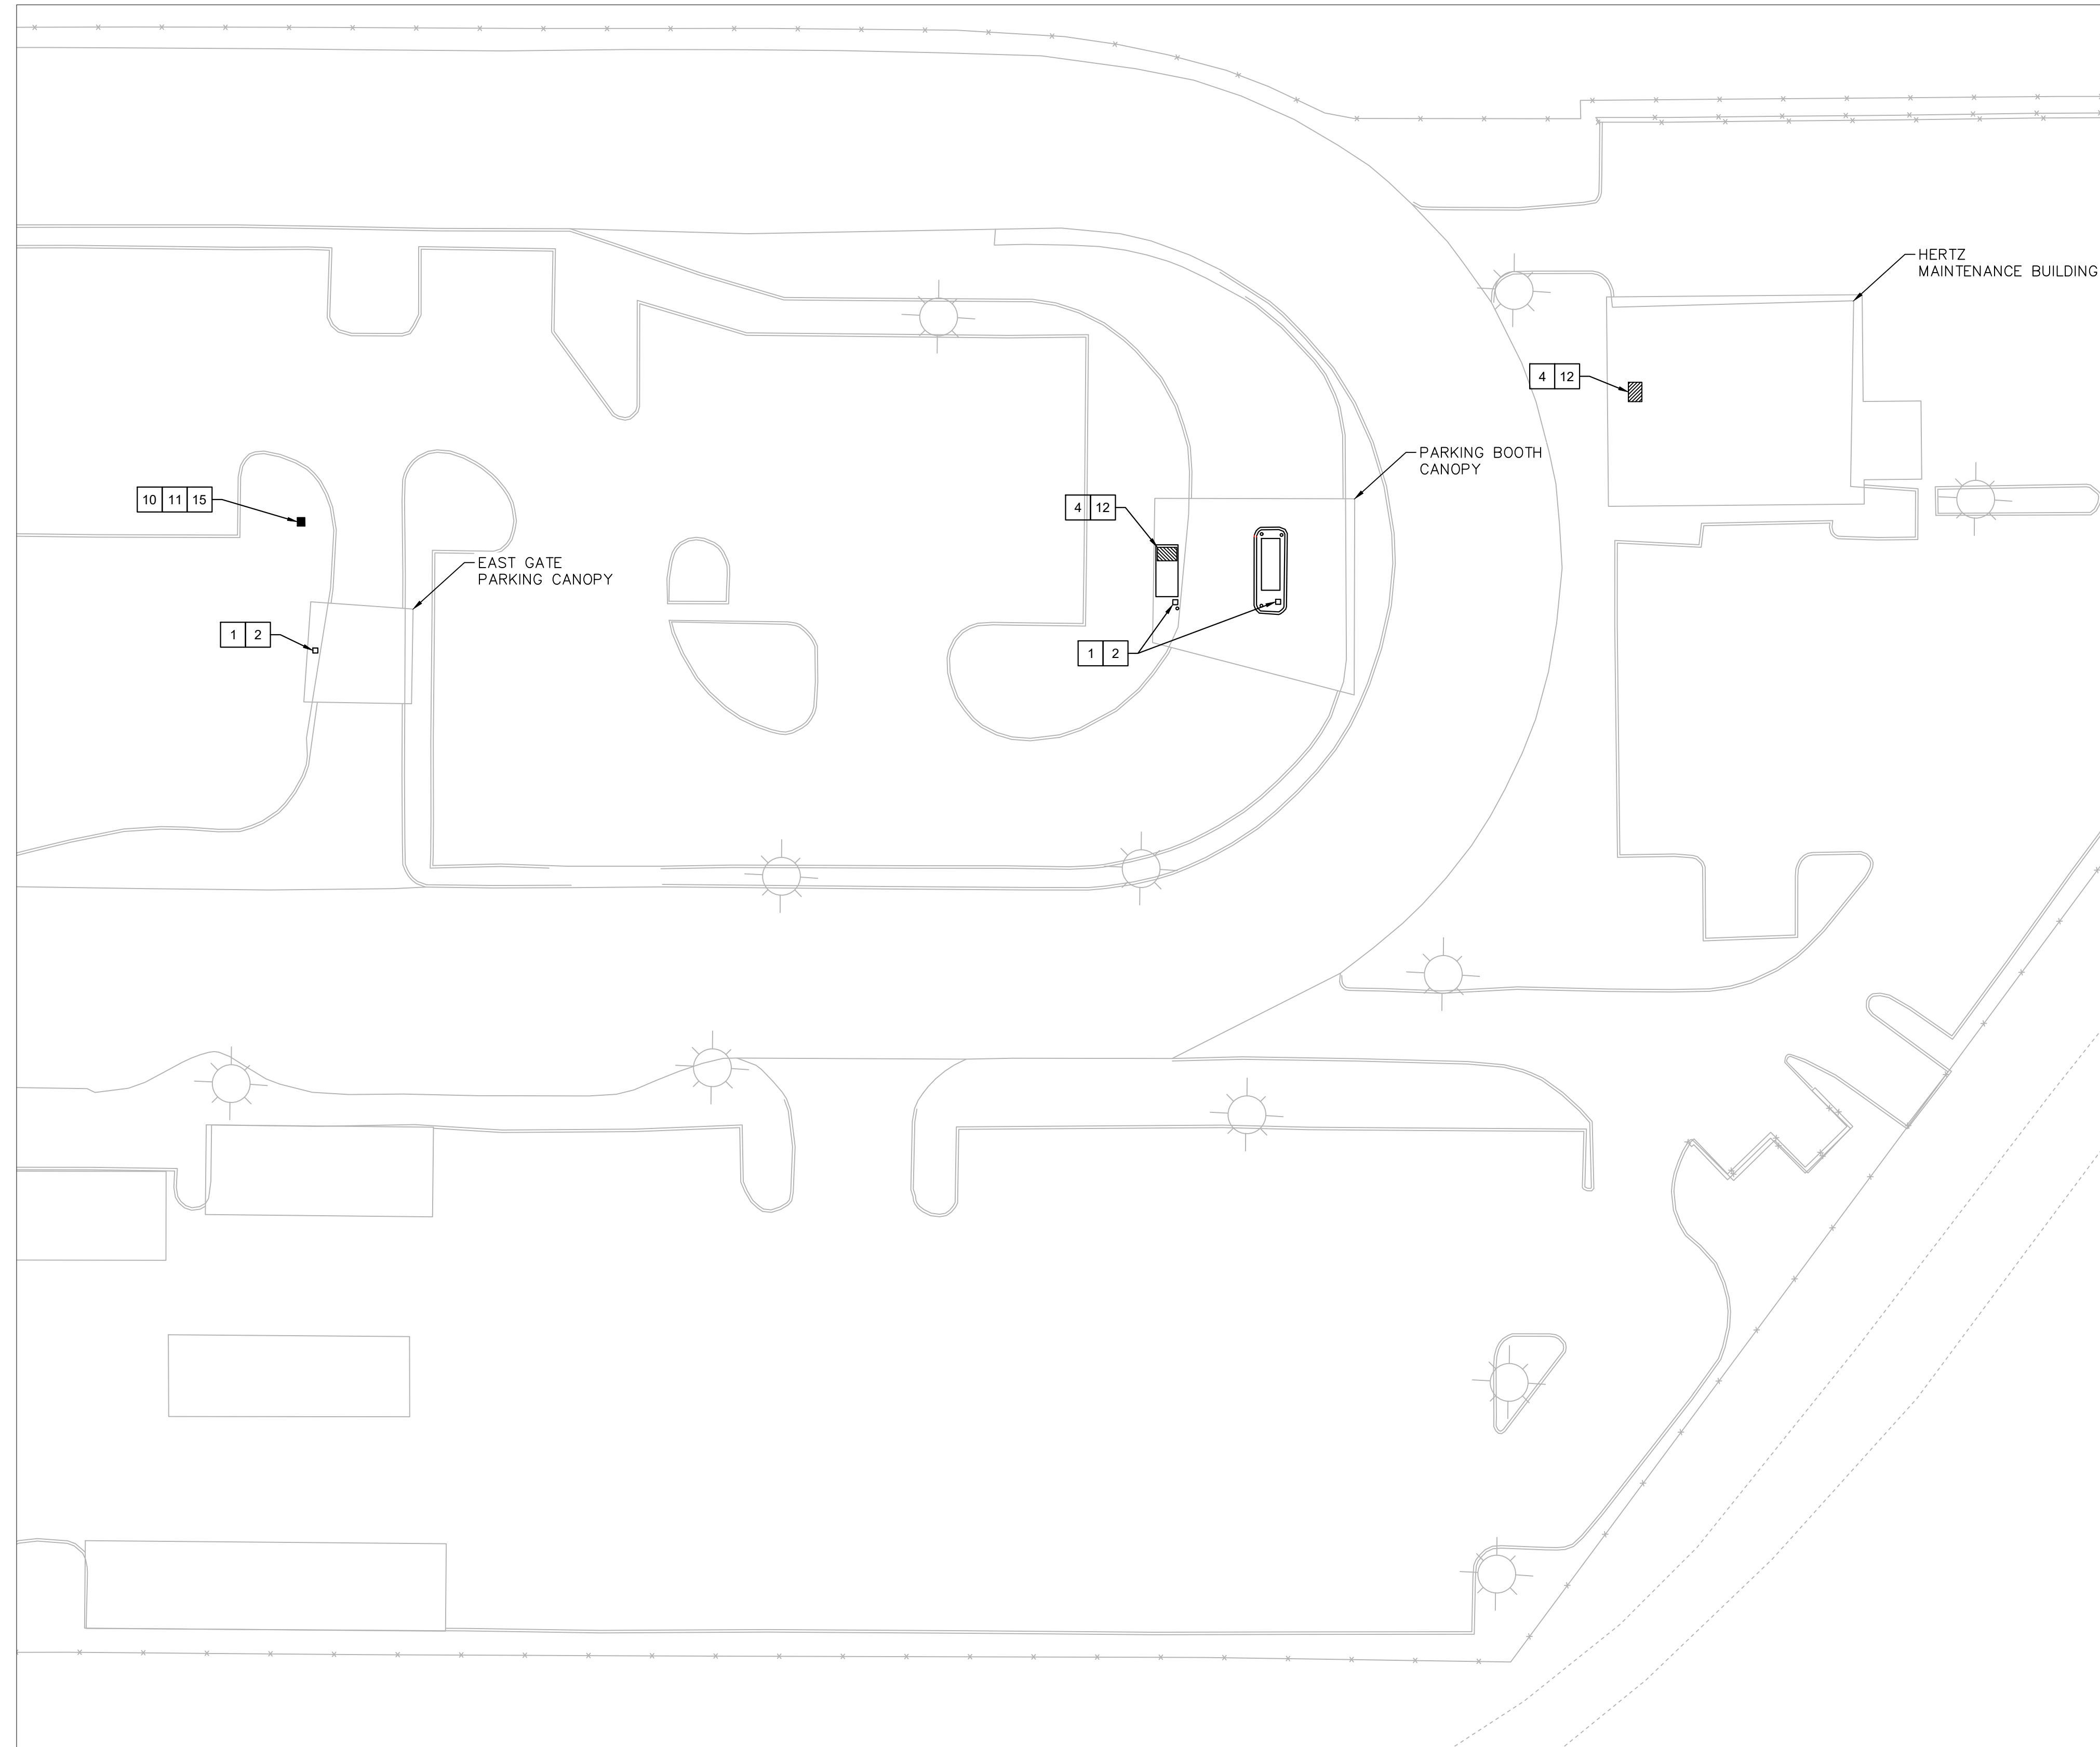 HERTZ
MAINTENANCE BUILDING
4 12
PARKING BOOTH
CANOPY
10 11 15
4 12
EAST GATE
PARKING CANOPY
1 2
1 2